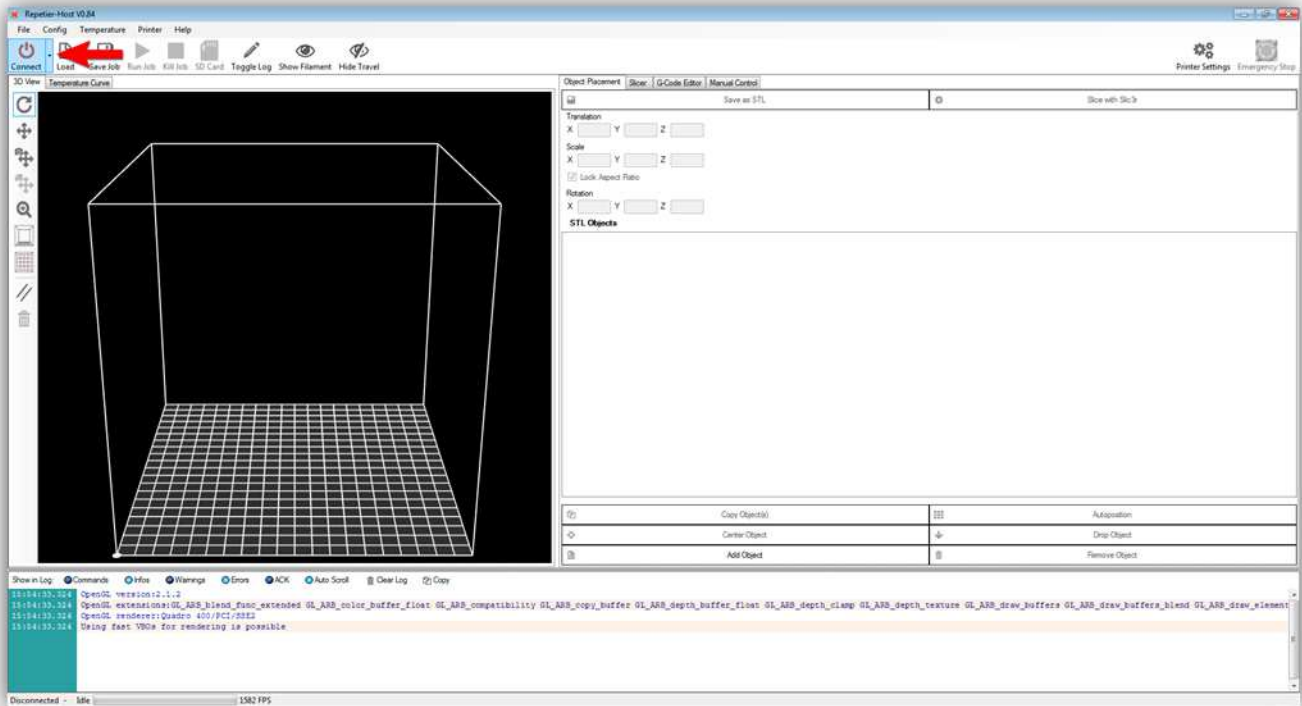 Repetier-Host V0.84
File Config Temperature Printer Help
Connect Load Save Job Run Job Kill Job SD Card Toggle Log Show Filament Hide Travel Printer Settings Emergency Stop
3D View Temperature Curve
Object Placement Slicer G-Code Editor Manual Control
Save as STL Slice with Slic3r
Translation
X Y Z
Scale
X Y Z
Lock Aspect Ratio
Rotation
X Y Z
STL Objects
Copy Object(s) Autoposition
Center Object Drop Object
Add Object Remove Object
Show in Log: Commands Infos Warnings Errors ACK Auto Scroll Clear Log Copy
15:54:33.324 OpenGL version:2.1.2
15:54:33.324 OpenGL extensions:GL_ARB_blend_func_extended GL_ARB_color_buffer_float GL_ARB_compatibility GL_ARB_copy_buffer GL_ARB_depth_buffer_float GL_ARB_depth_clamp GL_ARB_depth_texture GL_ARB_draw_buffers GL_ARB_draw_buffers_blend GL_ARB_draw_element
15:54:33.324 OpenGL renderer:Quadro 400/PCI/SSE2
15:54:33.324 Using fast VBOs for rendering is possible
Disconnected - Idle 1582 FPS